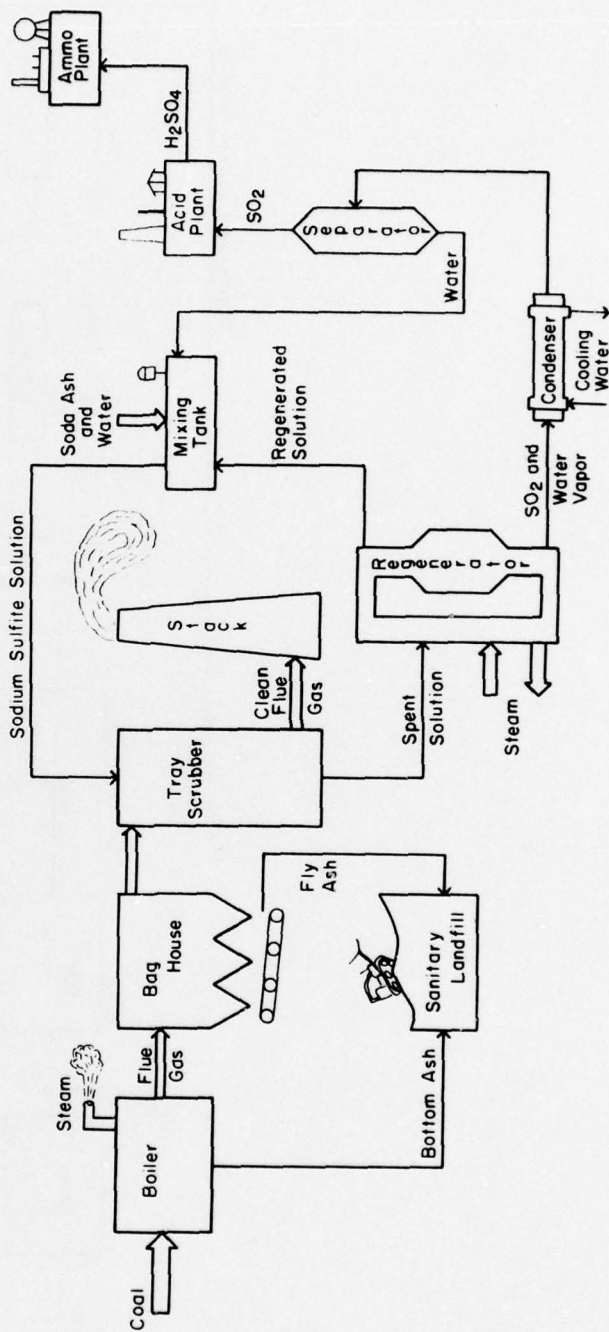 Coal
Steam
Boiler
Flue
Gas
Bottom Ash
Bag
House
Fly
Ash
Sanitary
Landfill
Sodium Sulfite Solution
Tray
Scrubber
Clean
Flue
Gas
Stack
Spent
Solution
Steam
Regenerator
Soda Ash
and
Water
Mixing
Tank
Regenerated
Solution
SO2 and
Water
Vapor
Condenser
Cooling
Water
Separator
Water
SO2
Acid
Plant
H2SO4
Ammo
Plant